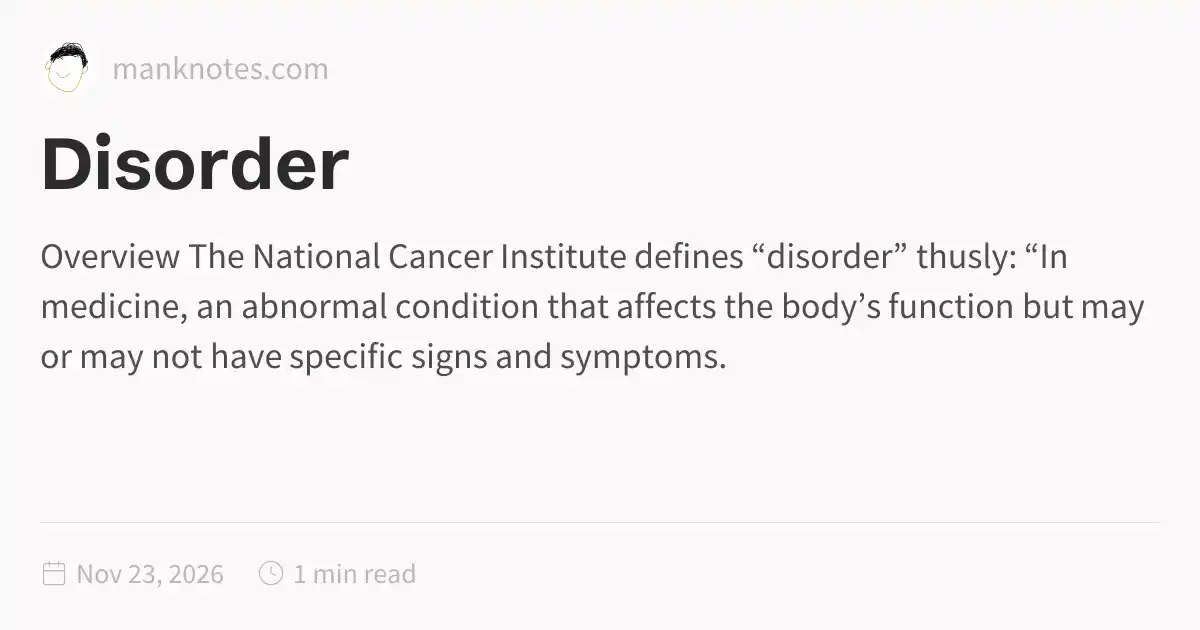 manknotes.com
Disorder
Overview The National Cancer Institute defines “disorder” thusly: “In
medicine, an abnormal condition that affects the body’s function but may
or may not have specific signs and symptoms.
Nov 23, 2026 1 min read